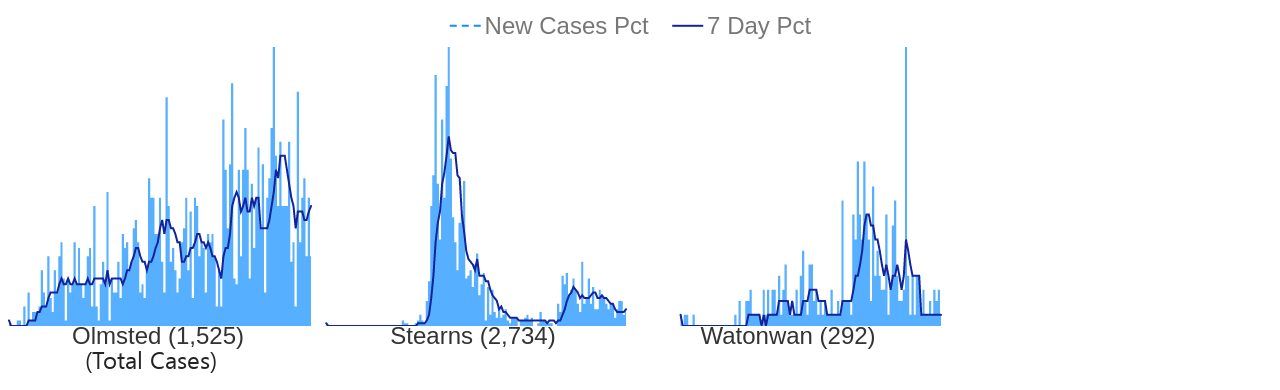 New Cases Pct 7 Day Pct
Olmsted (1,525) Stearns (2,734) Watonwan (292)
(Total Cases)